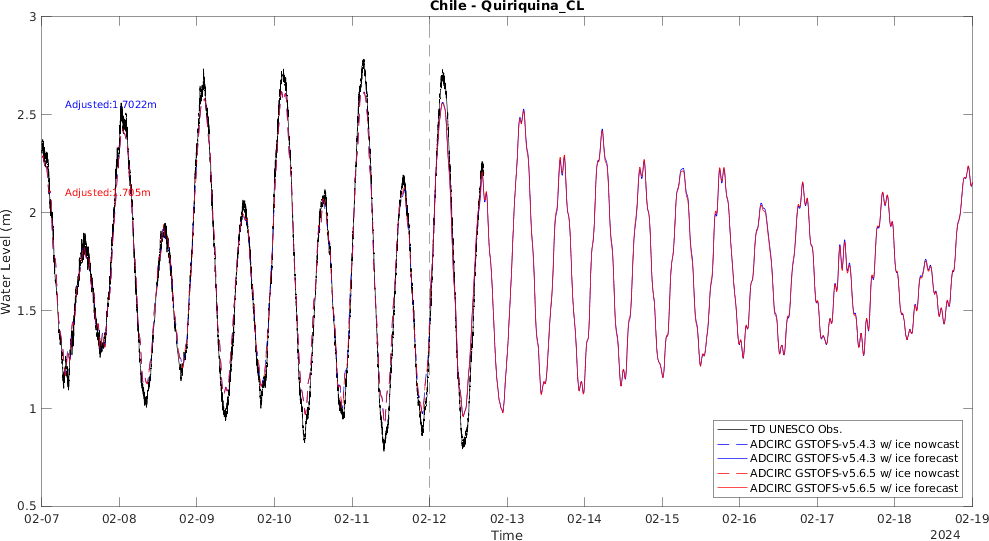 Chile - Quiriquina_CL
3
2.5
2
1.5
1
0.5
Water Level (m)
Adjusted:1.7022m
Adjusted:1.705m
TD UNESCO Obs.
ADCIRC GSTOFS-v5.4.3 w/ ice nowcast
ADCIRC GSTOFS-v5.4.3 w/ ice forecast
ADCIRC GSTOFS-v5.6.5 w/ ice nowcast
ADCIRC GSTOFS-v5.6.5 w/ ice forecast
02-07 02-08 02-09 02-10 02-11 02-12 02-13 02-14 02-15 02-16 02-17 02-18 02-19
Time
2024